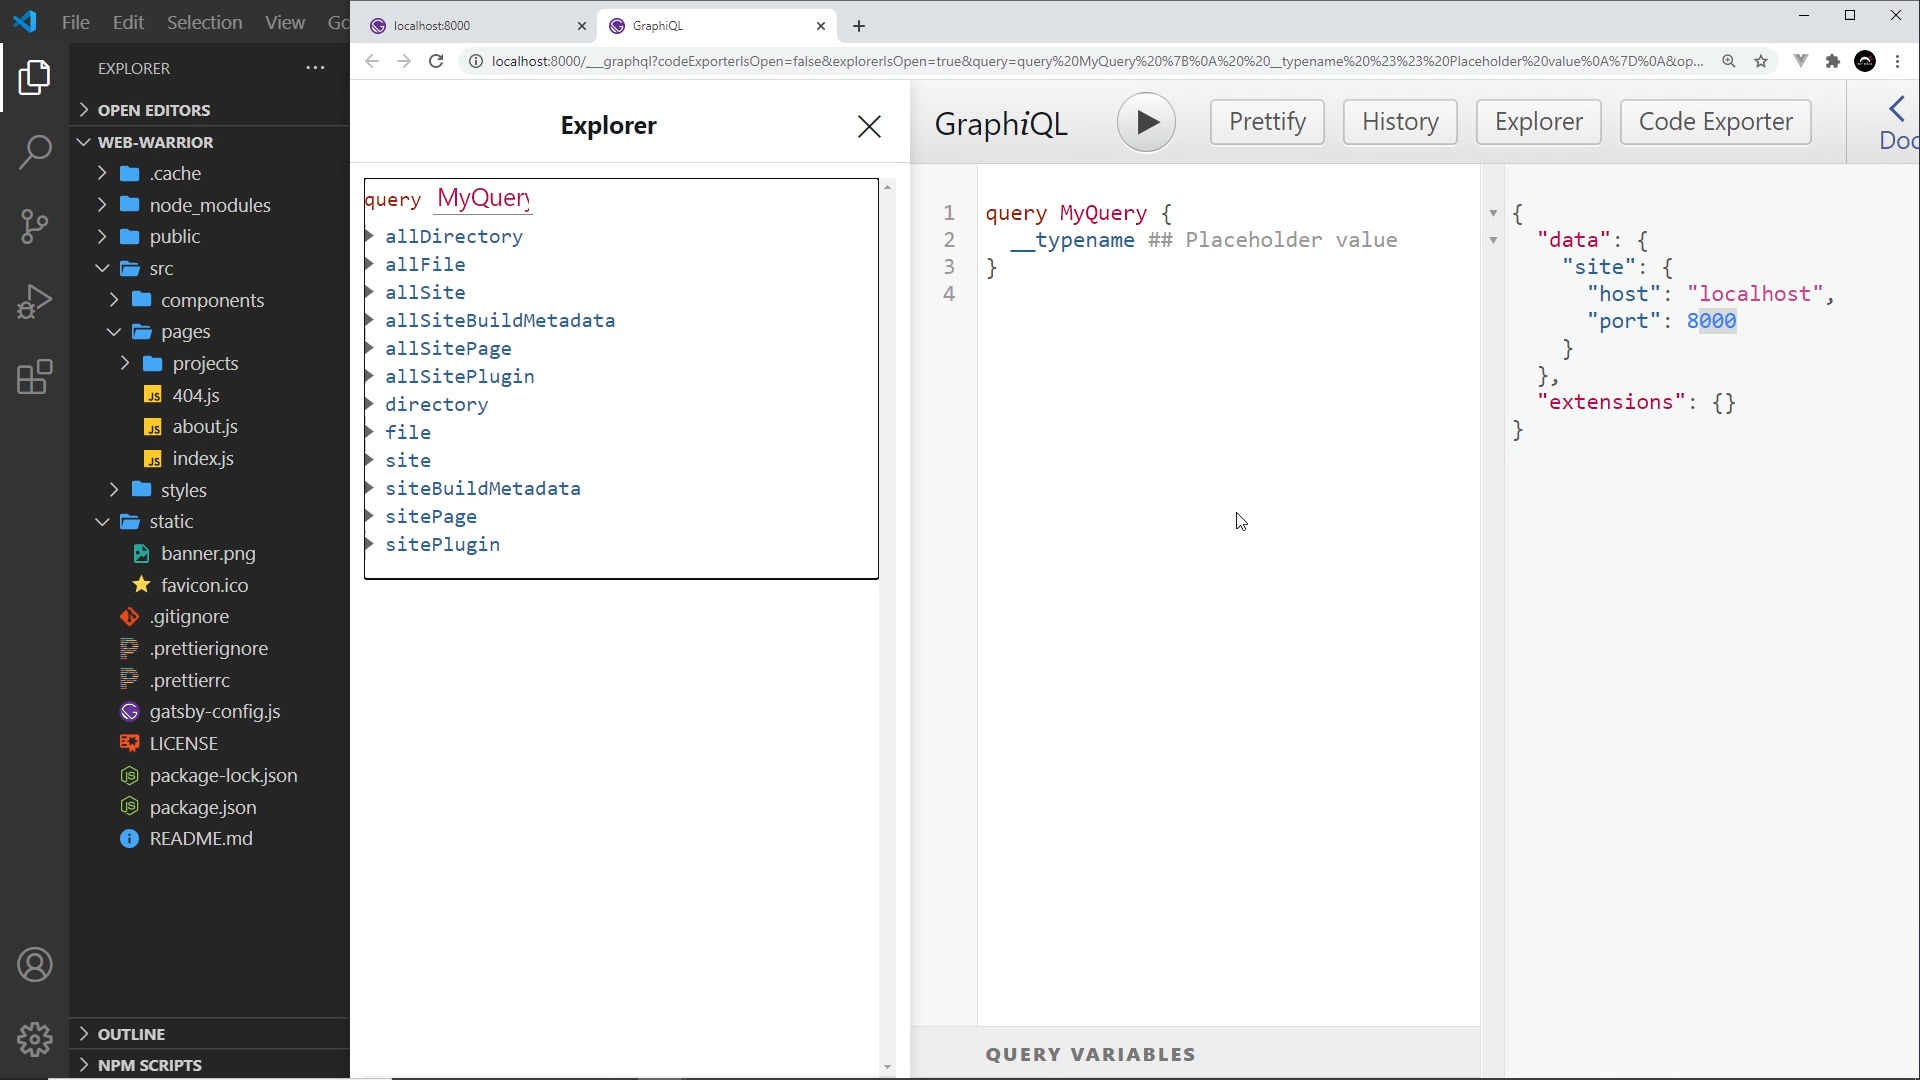 File Edit Selection View Go
EXPLORER
OPEN EDITORS
WEB-WARRIOR
.cache
node_modules
public
src
components
pages
projects
404.js
about.js
index.js
styles
static
banner.png
favicon.ico
.gitignore
.prettierignore
.prettierrc
gatsby-config.js
LICENSE
package-lock.json
package.json
README.md
OUTLINE
NPM SCRIPTS
localhost:8000
GraphiQL
localhost:8000/___graphql?codeExporterIsOpen=false&explorerIsOpen=true&query=query%20MyQuery%20%7B%0A%20%20__typename%20%23%23%20Placeholder%20value%0A%7D%0A&op...
Explorer
query MyQuery
allDirectory
allFile
allSite
allSiteBuildMetadata
allSitePage
allSitePlugin
directory
file
site
siteBuildMetadata
sitePage
sitePlugin
GraphiQL
Prettify
History
Explorer
Code Exporter
Doc
1 query MyQuery {
2 __typename ## Placeholder value
3 }
4
QUERY VARIABLES
{
"data": {
"site": {
"host": "localhost",
"port": 8000
}
},
"extensions": {}
}